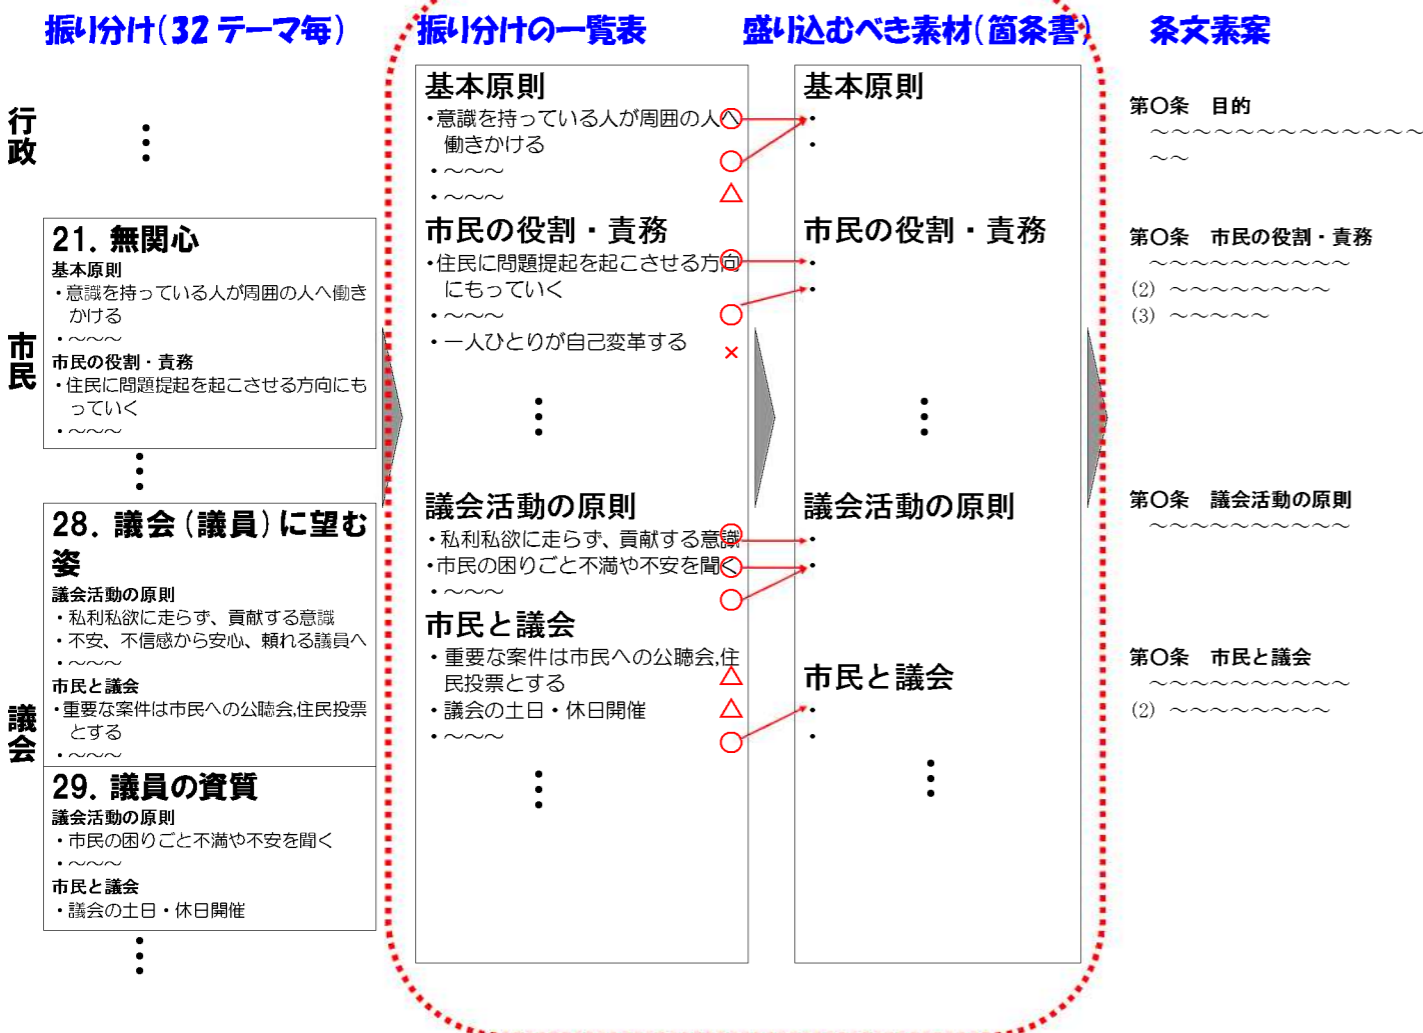 振り分け(32テーマ毎)
行政
⋮
市民
21. 無関心
基本原則
・意識を持っている人が周囲の人へ働き
かける
・～～～
市民の役割・責務
・住民に問題提起を起こさせる方向にも
っていく
・～～～
⋮
議会
28. 議会(議員)に望む
姿
議会活動の原則
・私利私欲に走らず、貢献する意識
・不安、不信感から安心、頼れる議員へ
・～～～
市民と議会
・重要な案件は市民への公聴会,住民投票
とする
・～～～
29. 議員の資質
議会活動の原則
・市民の困りごと不満や不安を聞く
・～～～
市民と議会
・議会の土日・休日開催
⋮
振り分けの一覧表
基本原則
・意識を持っている人が周囲の人へ ○
働きかける
・～～～ ○
・～～～ △
市民の役割・責務
・住民に問題提起を起こさせる方向 ○
にもっていく
・～～～ ○
・一人ひとりが自己変革する ×
⋮
議会活動の原則
・私利私欲に走らず、貢献する意識 ○
・市民の困りごと不満や不安を聞く ○
・～～～ ○
市民と議会
・重要な案件は市民への公聴会,住
民投票とする △
・議会の土日・休日開催 △
・～～～ ○
⋮
盛り込むべき素材(箇条書)
基本原則
・
・
市民の役割・責務
・
・
⋮
議会活動の原則
・
・
市民と議会
・
・
⋮
条文素案
第〇条 目的
～～～～～～～～～～～～～
～～
第〇条 市民の役割・責務
～～～～～～～～～～
(2) ～～～～～～～～
(3) ～～～～～
第〇条 議会活動の原則
～～～～～～～～～～
第〇条 市民と議会
～～～～～～～～～～
(2) ～～～～～～～～